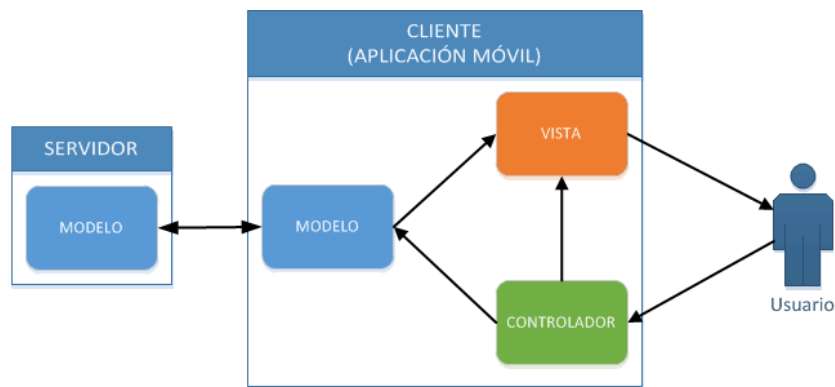 CLIENTE
(APLICACIÓN MÓVIL)
VISTA
SERVIDOR
MODELO
MODELO
CONTROLADOR
Usuario